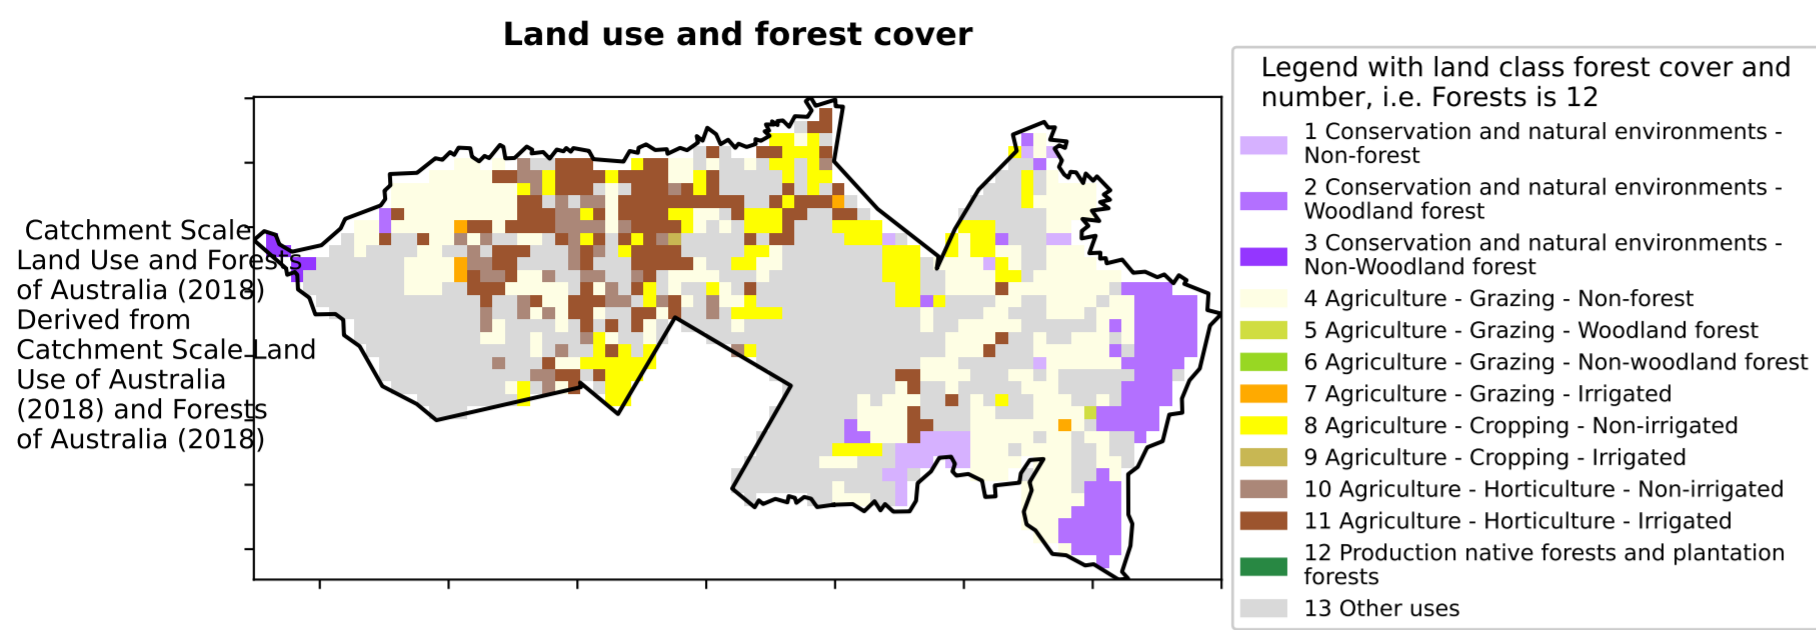 Land use and forest cover
Catchment Scale
Land Use and Forests
of Australia (2018)
Derived from
Catchment Scale Land
Use of Australia
(2018) and Forests
of Australia (2018)
Legend with land class forest cover and
number, i.e. Forests is 12
1 Conservation and natural environments -
Non-forest
2 Conservation and natural environments -
Woodland forest
3 Conservation and natural environments -
Non-Woodland forest
4 Agriculture - Grazing - Non-forest
5 Agriculture - Grazing - Woodland forest
6 Agriculture - Grazing - Non-woodland forest
7 Agriculture - Grazing - Irrigated
8 Agriculture - Cropping - Non-irrigated
9 Agriculture - Cropping - Irrigated
10 Agriculture - Horticulture - Non-irrigated
11 Agriculture - Horticulture - Irrigated
12 Production native forests and plantation
forests
13 Other uses